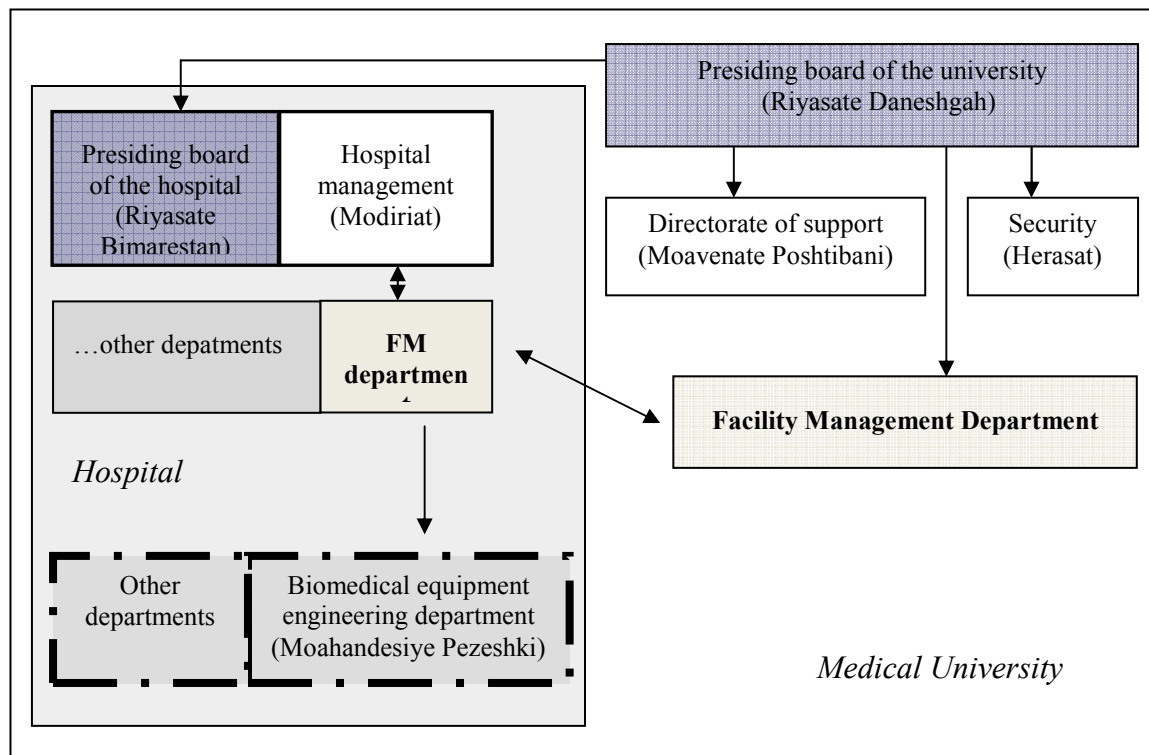 Presiding board of the university
(Riyasate Daneshgah)
Presiding board
of the hospital
(Riyasate
Bimarestan)
Hospital
management
(Modiriat)
Directorate of support
(Moavenate Poshtibani)
Security
(Herasat)
…other depatments
FM
departmen
Facility Management Department
Hospital
Other
departments
Biomedical equipment
engineering department
(Moahandesiye Pezeshki)
Medical University